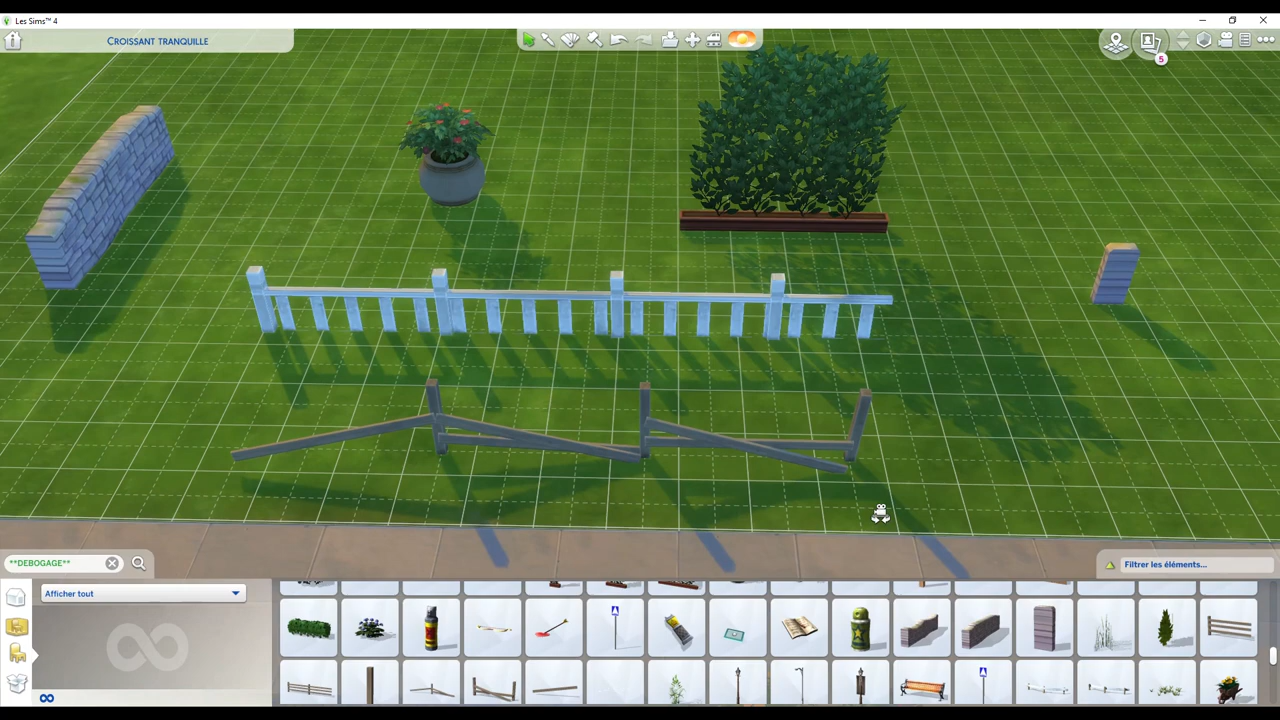 Les Sims™ 4
CROISSANT TRANQUILLE
5
**DEBOGAGE**
Filtrer les éléments...
Afficher tout